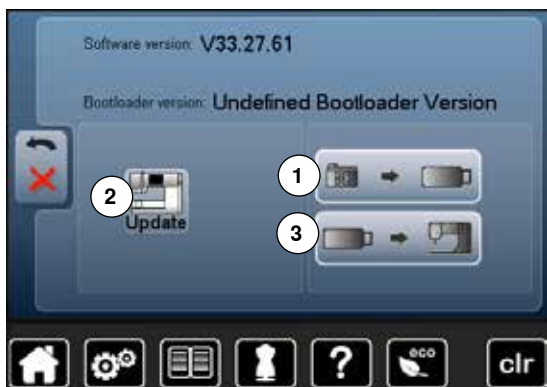 Software version: V33.27.61
Bootloader version: Undefined Bootloader Version
1
2
Update
3
? eco clr